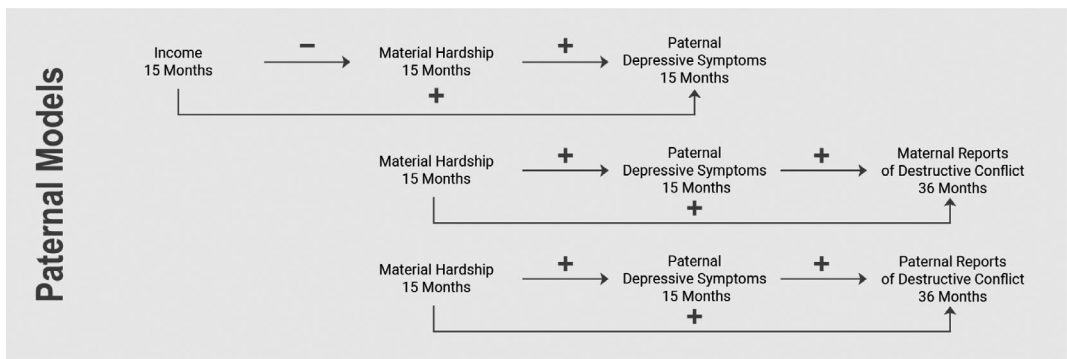 Paternal Models
Income
15 Months
−
Material Hardship
15 Months
+
Paternal
Depressive Symptoms
15 Months
+
Material Hardship
15 Months
+
Paternal
Depressive Symptoms
15 Months
+
Maternal Reports
of Destructive Conflict
36 Months
+
Material Hardship
15 Months
+
Paternal
Depressive Symptoms
15 Months
+
Paternal Reports
of Destructive Conflict
36 Months
+